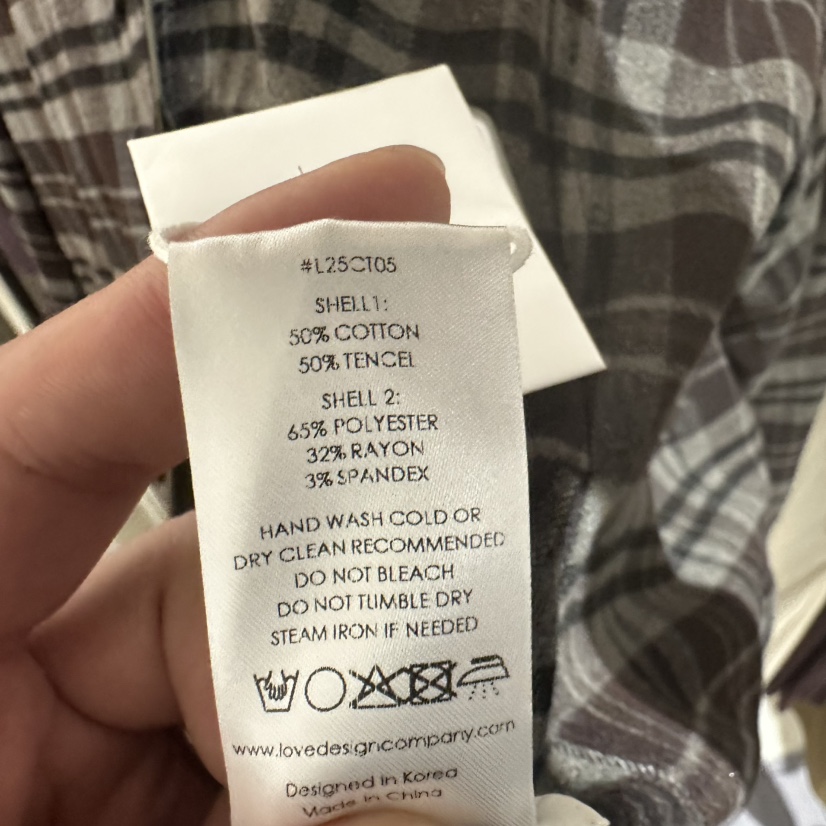 #L25CT05
SHELL1:
50% COTTON
50% TENCEL
SHELL 2:
65% POLYESTER
32% RAYON
3% SPANDEX
HAND WASH COLD OR
DRY CLEAN RECOMMENDED
DO NOT BLEACH
DO NOT TUMBLE DRY
STEAM IRON IF NEEDED
www.lovedesigncompany.com
Designed In Korea
Made In China